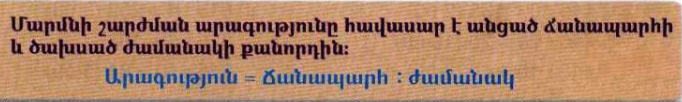 Մարմնի շարժման արագությունը հավասար է անցած ճանապարհի
և ծախսած ժամանակի քանորդին:
Արագություն = Ճանապարհ : ժամանակ